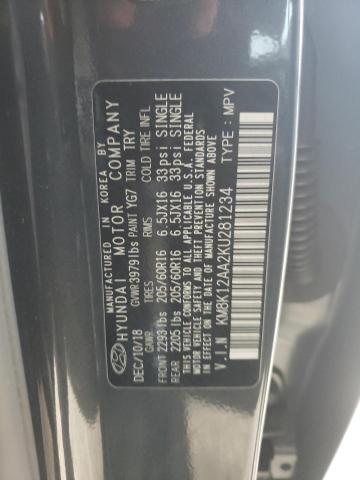 MANUFACTURED IN KOREA BY
HYUNDAI MOTOR COMPANY
DEC/10/18 GVWR3979lbs PAINT YG7 TRIM TRY
GAWR RIMS COLD TIRE INFL
FRONT 2293lbs 205/60R16 6.5JX16 33psi SINGLE
REAR 2205lbs 205/60R16 6.5JX16 33psi SINGLE
THIS VEHICLE CONFORMS TO ALL APPLICABLE U.S.A. FEDERAL
MOTOR VEHICLE SAFETY AND THEFT PREVENTION STANDARDS
IN EFFECT ON THE DATE OF MANUFACTURE SHOWN ABOVE.
V.I.N KM8K12AA2KU281234 TYPE : MPV